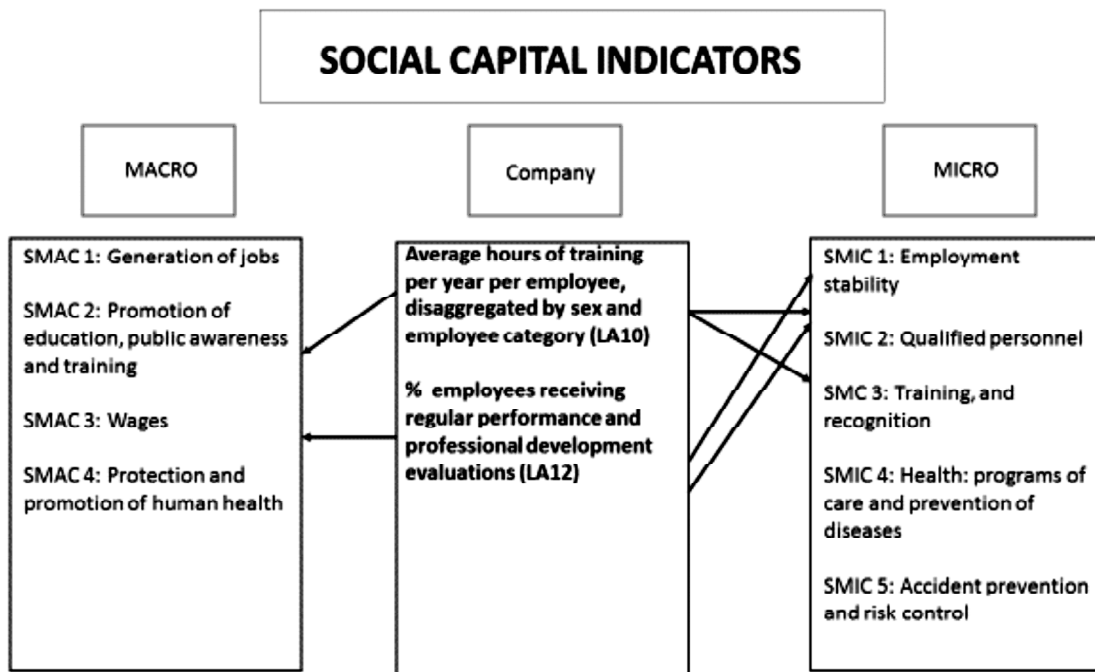 SOCIAL CAPITAL INDICATORS
MACRO
Company
MICRO
SMAC 1: Generation of jobs
SMAC 2: Promotion of
education, public awareness
and training
SMAC 3: Wages
SMAC 4: Protection and
promotion of human health
Average hours of training
per year per employee,
disaggregated by sex and
employee category (LA10)
% employees receiving
regular performance and
professional development
evaluations (LA12)
SMIC 1: Employment
stability
SMIC 2: Qualified personnel
SMC 3: Training, and
recognition
SMIC 4: Health: programs of
care and prevention of
diseases
SMIC 5: Accident prevention
and risk control